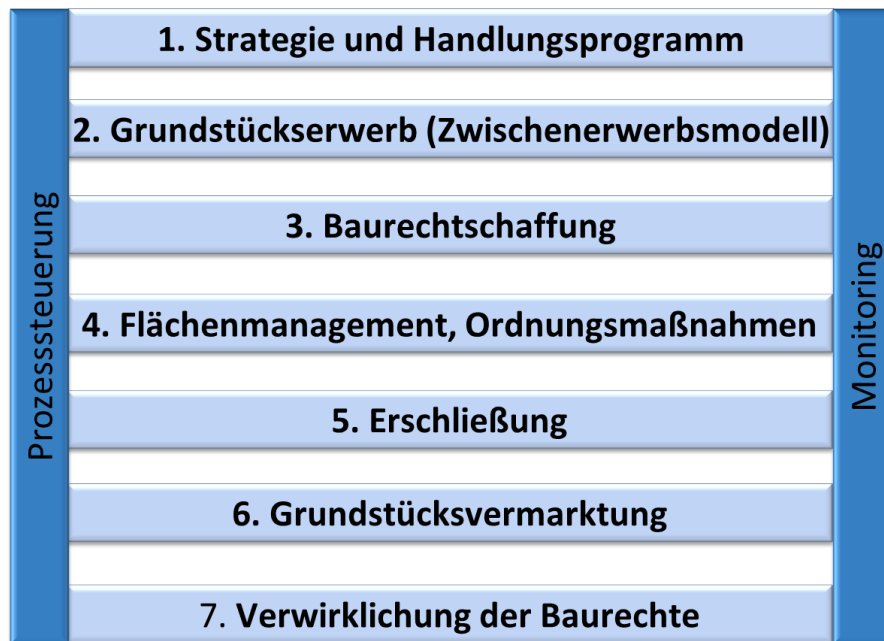 Prozesssteuerung
1. Strategie und Handlungsprogramm
2. Grundstückserwerb (Zwischenerwerbsmodell)
3. Baurechtschaffung
4. Flächenmanagement, Ordnungsmaßnahmen
5. Erschließung
6. Grundstücksvermarktung
7. Verwirklichung der Baurechte
Monitoring